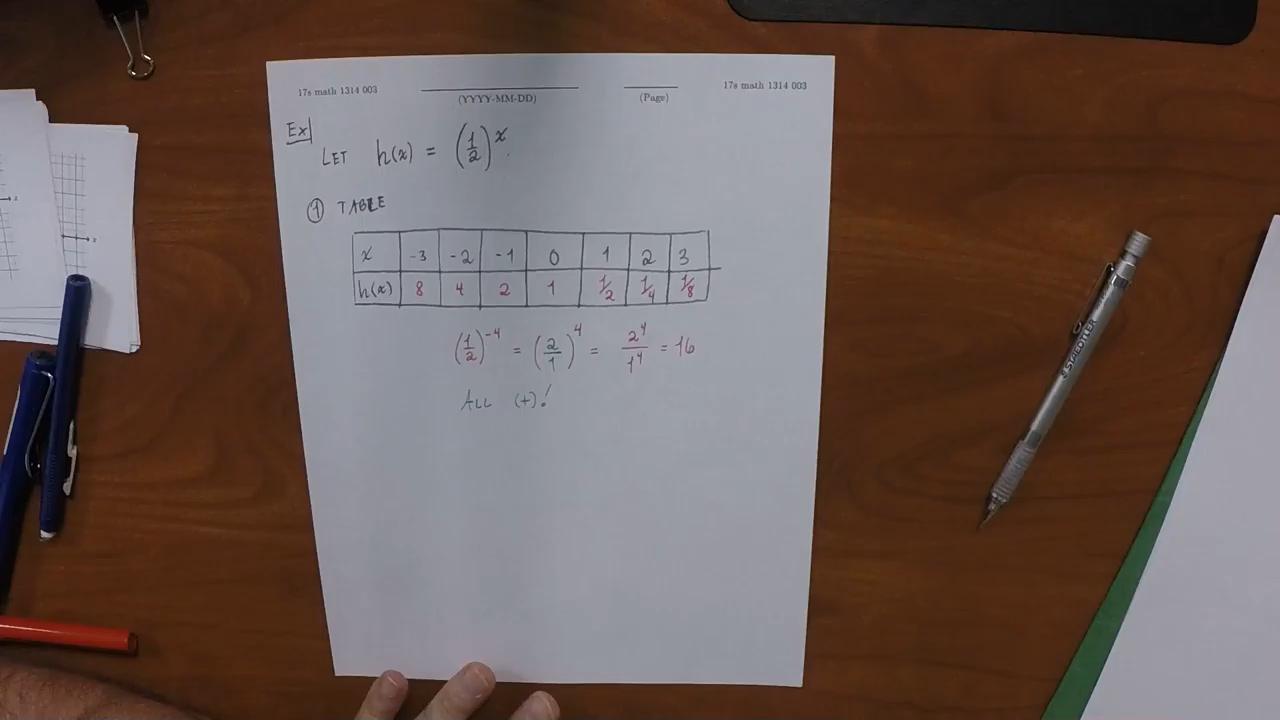 17s math 1314 003 (YYYY-MM-DD) (Page) 17s math 1314 003
Ex
LET h(x) = (1/2)^x
① TABLE
x -3 -2 -1 0 1 2 3
h(x) 8 4 2 1 1/2 1/4 1/8
(1/2)^-4 = (2/1)^4 = 2^4/1^4 = 16
ALL (+)!
STAEDTLER